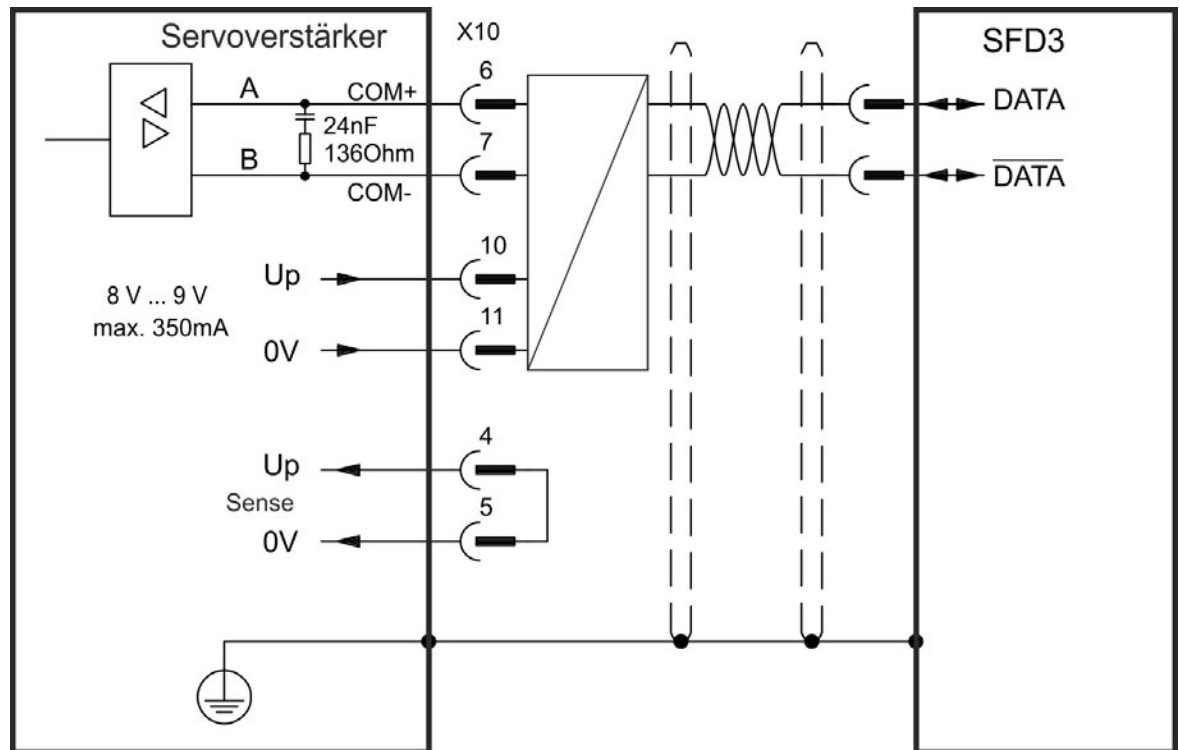 Servoverstärker
X10
SFD3
A
COM+
6
DATA
24nF
136Ohm
7
B
COM-
DATA
10
Up
8 V ... 9 V
max. 350mA
11
0V
4
Up
Sense
5
0V